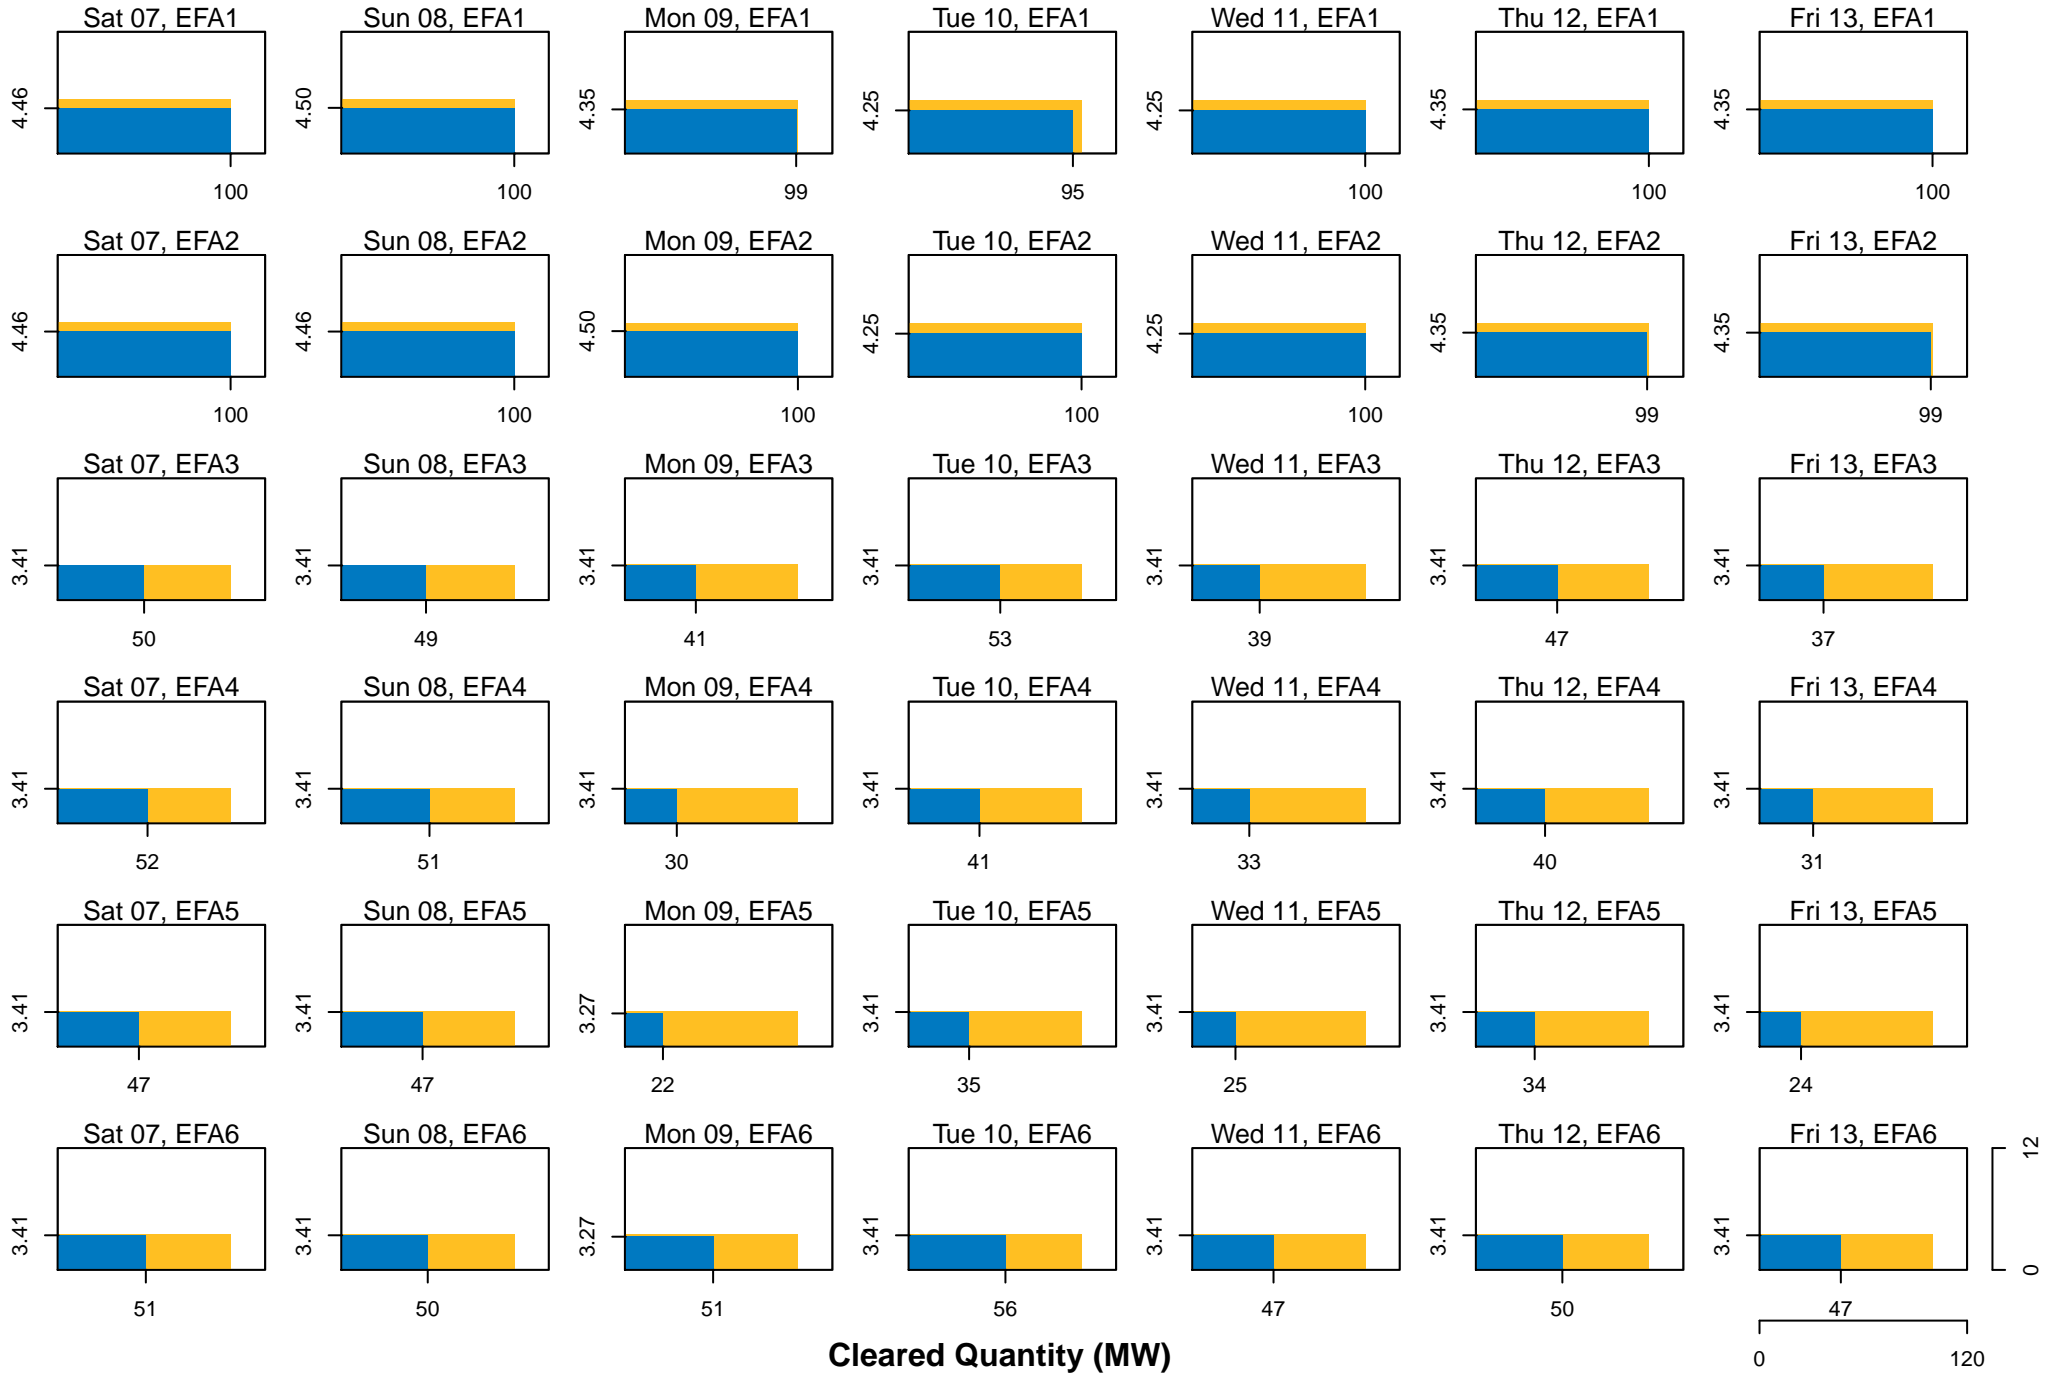 Sat 07, EFA1 Sun 08, EFA1 Mon 09, EFA1 Tue 10, EFA1 Wed 11, EFA1 Thu 12, EFA1 Fri 13, EFA1
4.46 4.50 4.35 4.25 4.25 4.35 4.35
100 100 99 95 100 100 100
Sat 07, EFA2 Sun 08, EFA2 Mon 09, EFA2 Tue 10, EFA2 Wed 11, EFA2 Thu 12, EFA2 Fri 13, EFA2
4.46 4.46 4.50 4.25 4.25 4.35 4.35
100 100 100 100 100 99 99
Sat 07, EFA3 Sun 08, EFA3 Mon 09, EFA3 Tue 10, EFA3 Wed 11, EFA3 Thu 12, EFA3 Fri 13, EFA3
3.41 3.41 3.41 3.41 3.41 3.41 3.41
50 49 41 53 39 47 37
Sat 07, EFA4 Sun 08, EFA4 Mon 09, EFA4 Tue 10, EFA4 Wed 11, EFA4 Thu 12, EFA4 Fri 13, EFA4
3.41 3.41 3.41 3.41 3.41 3.41 3.41
52 51 30 41 33 40 31
Sat 07, EFA5 Sun 08, EFA5 Mon 09, EFA5 Tue 10, EFA5 Wed 11, EFA5 Thu 12, EFA5 Fri 13, EFA5
3.41 3.41 3.27 3.41 3.41 3.41 3.41
47 47 22 35 25 34 24
Sat 07, EFA6 Sun 08, EFA6 Mon 09, EFA6 Tue 10, EFA6 Wed 11, EFA6 Thu 12, EFA6 Fri 13, EFA6
3.41 3.41 3.27 3.41 3.41 3.41 3.41 0 12
51 50 51 56 47 50 47
Cleared Quantity (MW) 0 120